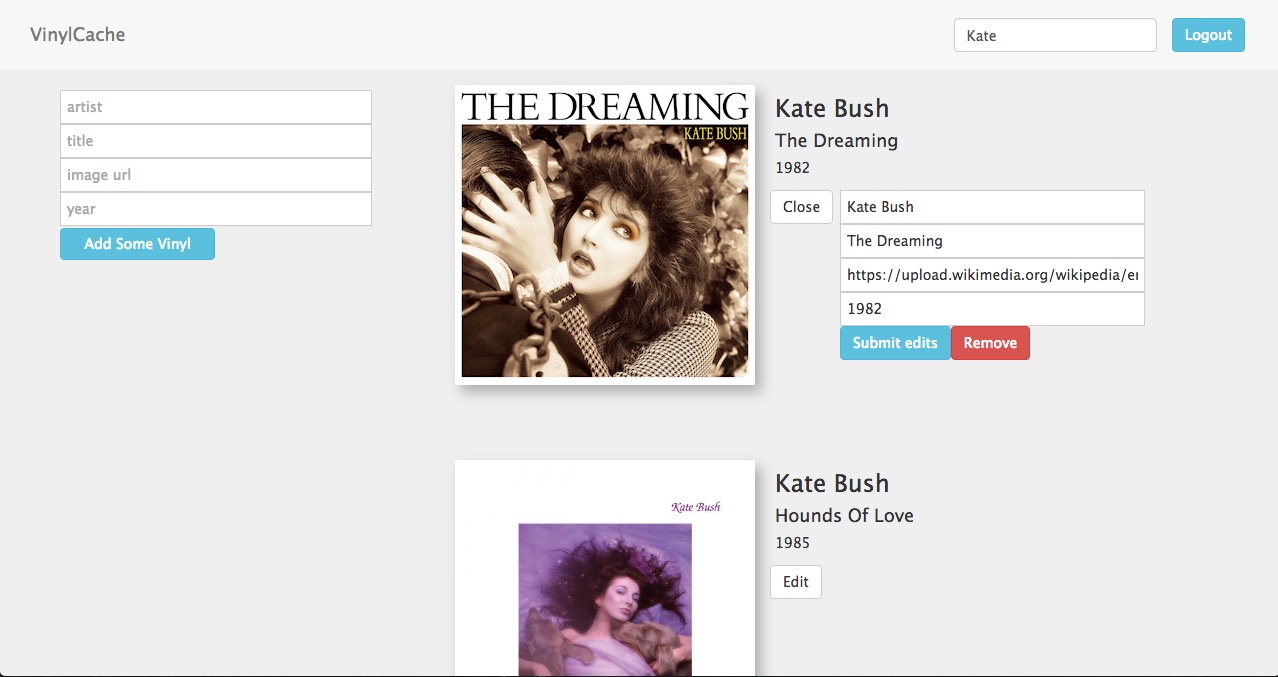 VinylCache
Kate
Logout
artist
title
image url
year
Add Some Vinyl
THE DREAMING
KATE BUSH
Kate Bush
The Dreaming
1982
Close
Kate Bush
The Dreaming
https://upload.wikimedia.org/wikipedia/
1982
Submit edits
Remove
Kate Bush
Kate Bush
Hounds Of Love
1985
Edit